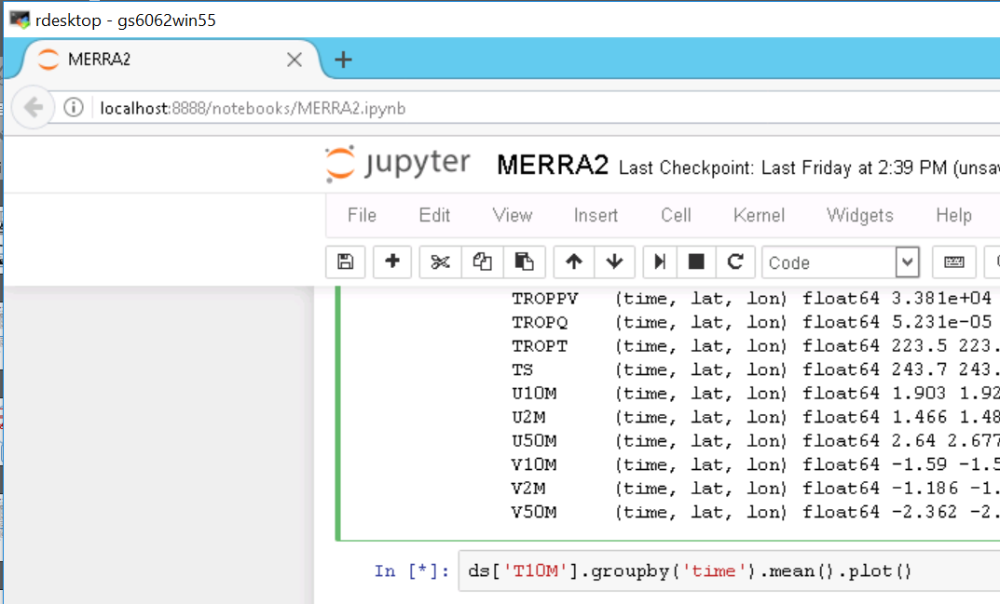 rdesktop - gs6062win55
MERRA2
localhost:8888/notebooks/MERRA2.ipynb
jupyter MERRA2 Last Checkpoint: Last Friday at 2:39 PM (unsav
File Edit View Insert Cell Kernel Widgets Help
Code
TROPPV (time, lat, lon) float64 3.381e+04
TROPQ (time, lat, lon) float64 5.231e-05
TROPT (time, lat, lon) float64 223.5 223.
TS (time, lat, lon) float64 243.7 243.
U10M (time, lat, lon) float64 1.903 1.92
U2M (time, lat, lon) float64 1.466 1.48
U50M (time, lat, lon) float64 2.64 2.677
V10M (time, lat, lon) float64 -1.59 -1.5
V2M (time, lat, lon) float64 -1.186 -1.
V50M (time, lat, lon) float64 -2.362 -2.
In [*]: ds['T10M'].groupby('time').mean().plot()